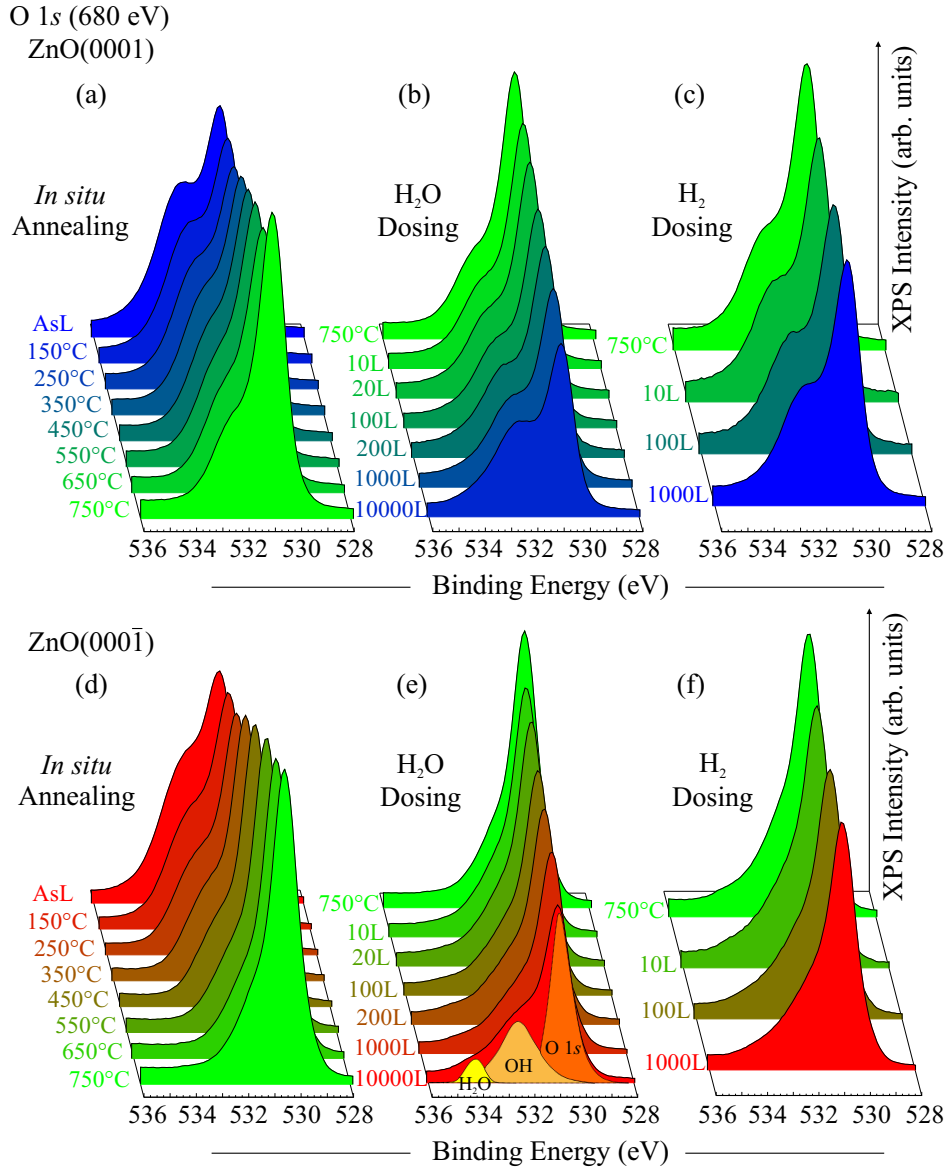 O 1s (680 eV)
ZnO(0001)
(a)
(b)
(c)
In situ
Annealing
H₂O
Dosing
H₂
Dosing
XPS Intensity (arb. units)
AsL
150°C
250°C
350°C
450°C
550°C
650°C
750°C
750°C
10L
20L
100L
200L
1000L
10000L
750°C
10L
100L
1000L
536 534 532 530 528
536 534 532 530 528
536 534 532 530 528
Binding Energy (eV)
ZnO(0001̄)
(d)
(e)
(f)
In situ
Annealing
H₂O
Dosing
H₂
Dosing
XPS Intensity (arb. units)
AsL
150°C
250°C
350°C
450°C
550°C
650°C
750°C
750°C
10L
20L
100L
200L
1000L
10000L
H₂O
OH
O 1s
750°C
10L
100L
1000L
536 534 532 530 528
536 534 532 530 528
536 534 532 530 528
Binding Energy (eV)